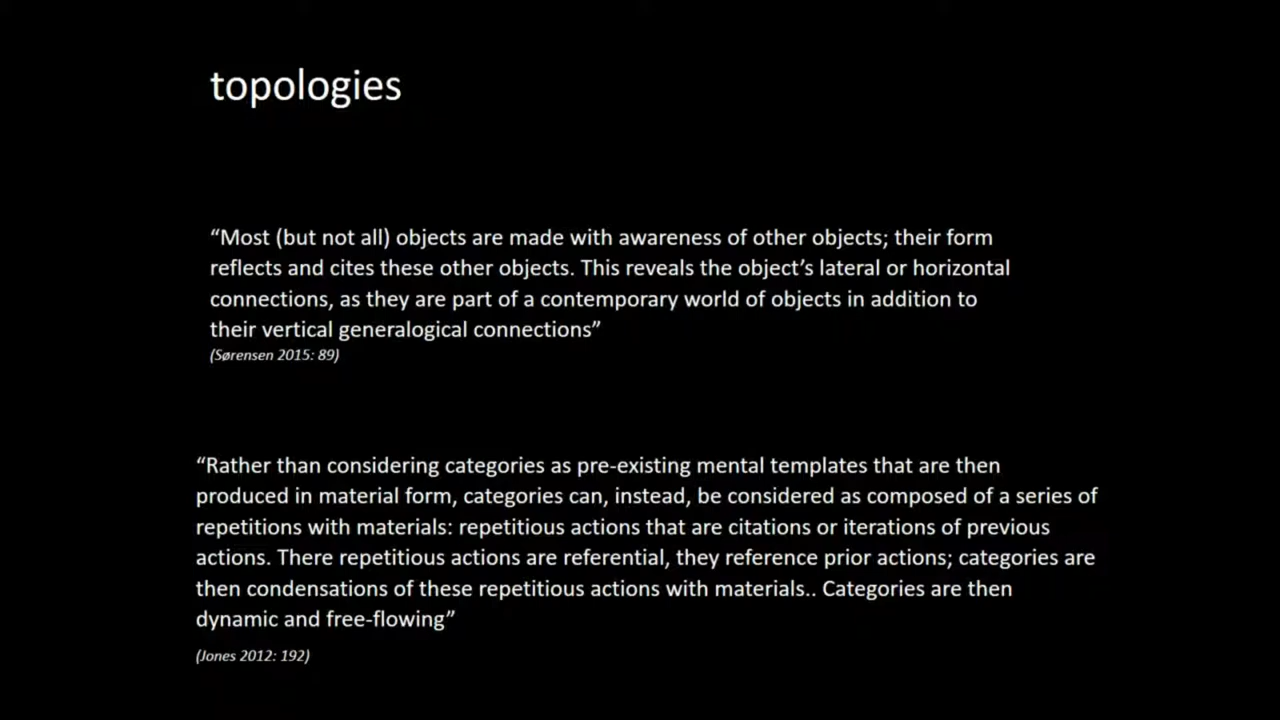 topologies
“Most (but not all) objects are made with awareness of other objects; their form
reflects and cites these other objects. This reveals the object’s lateral or horizontal
connections, as they are part of a contemporary world of objects in addition to
their vertical generalogical connections”
(Sørensen 2015: 89)
“Rather than considering categories as pre-existing mental templates that are then
produced in material form, categories can, instead, be considered as composed of a series of
repetitions with materials: repetitious actions that are citations or iterations of previous
actions. There repetitious actions are referential, they reference prior actions; categories are
then condensations of these repetitious actions with materials.. Categories are then
dynamic and free-flowing”
(Jones 2012: 192)